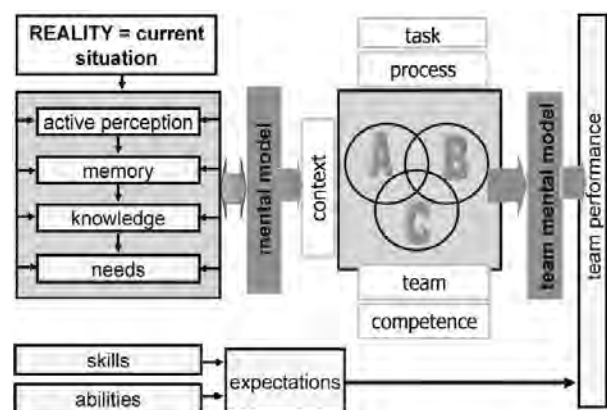 REALITY = current
situation
active perception
memory
knowledge
needs
mental model
context
task
process
A B
C
team
competence
team mental model
team performance
skills
abilities
expectations